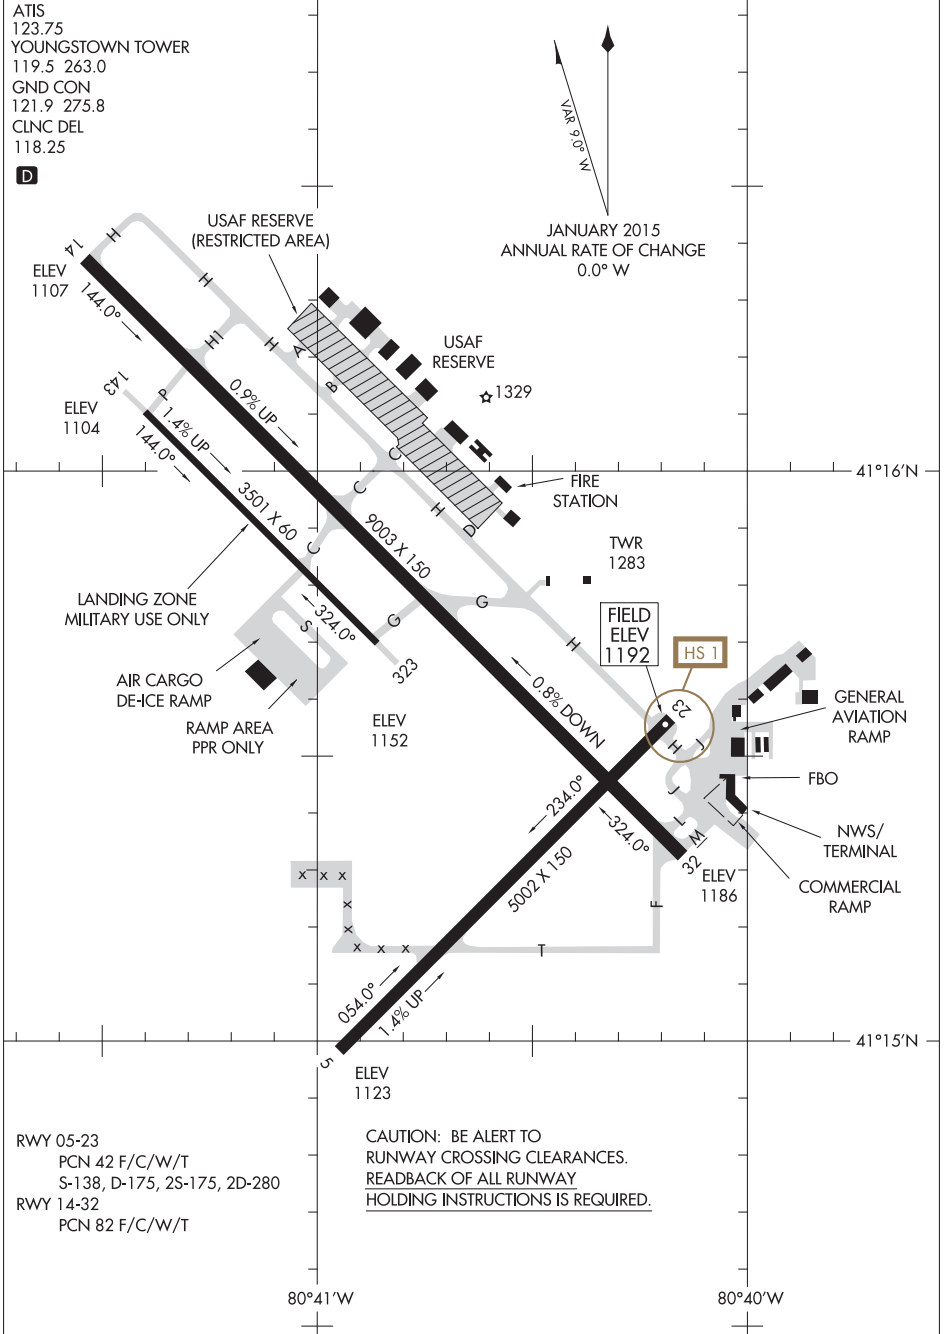 ATIS
123.75
YOUNGSTOWN TOWER
119.5 263.0
GND CON
121.9 275.8
CLNC DEL
118.25
D
VAR 9.0° W
JANUARY 2015
ANNUAL RATE OF CHANGE
0.0° W
USAF RESERVE
(RESTRICTED AREA)
H
14
ELEV
1107
144.0°
H
H1
H
A
B
USAF
RESERVE
1329
143
P
ELEV
1104
1.4% UP
144.0°
0.9% UP
C
C
C
41°16'N
FIRE
STATION
3501 X 60
9003 X 150
H
D
TWR
1283
LANDING ZONE
MILITARY USE ONLY
324.0°
S
G
G
H
FIELD
ELEV
1192
HS 1
323
AIR CARGO
DE-ICE RAMP
RAMP AREA
PPR ONLY
ELEV
1152
0.8% DOWN
23
H
J
GENERAL
AVIATION
RAMP
FBO
234.0°
324.0°
J
L
W
NWS/
TERMINAL
32
ELEV
1186
COMMERCIAL
RAMP
5002 X 150
X X X
X
X
X X X
F
T
054.0°
1.4% UP
5
ELEV
1123
41°15'N
RWY 05-23
PCN 42 F/C/W/T
S-138, D-175, 2S-175, 2D-280
RWY 14-32
PCN 82 F/C/W/T
CAUTION: BE ALERT TO
RUNWAY CROSSING CLEARANCES.
READBACK OF ALL RUNWAY
HOLDING INSTRUCTIONS IS REQUIRED.
80°41'W
80°40'W